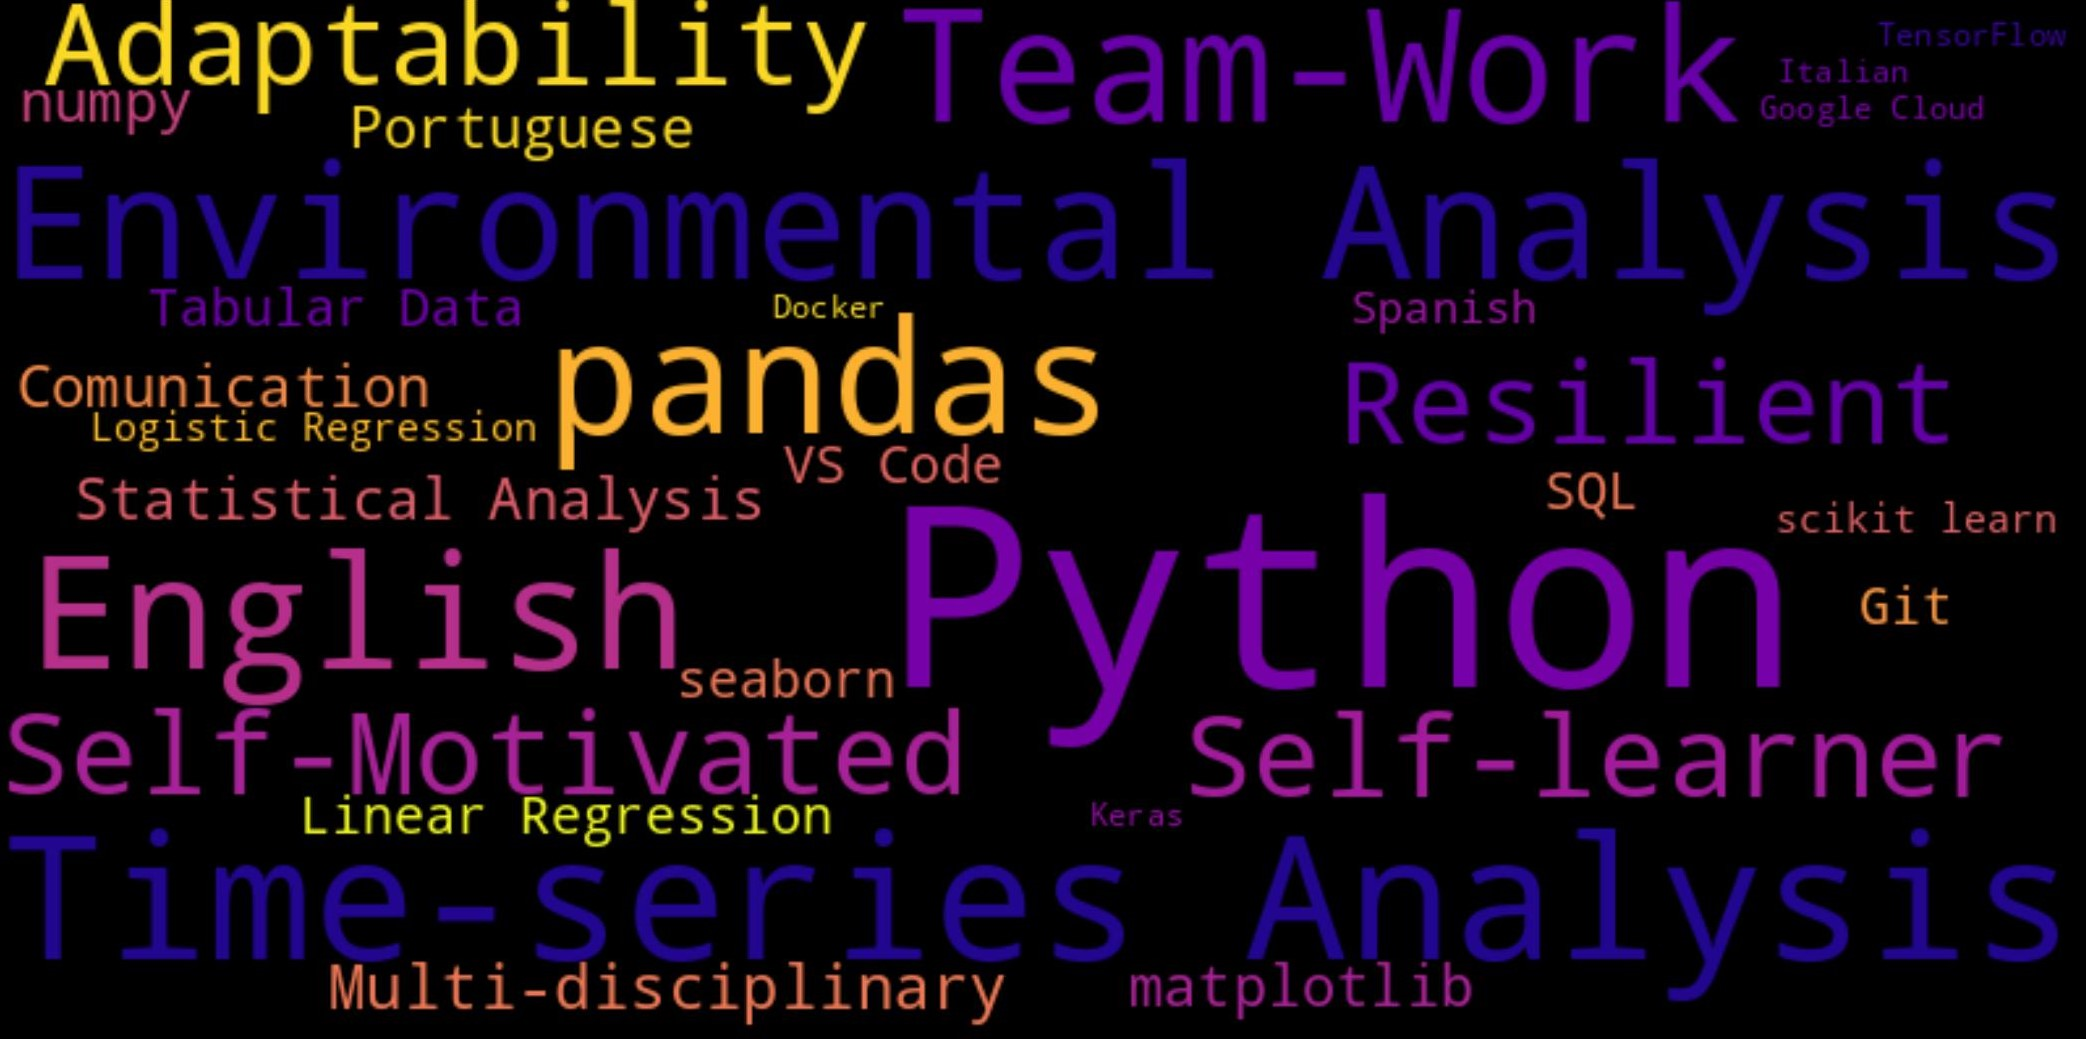 Adaptability
Team-Work
TensorFlow
Italian
numpy
Google Cloud
Portuguese
Environmental Analysis
Tabular Data
Docker
Spanish
Comunication
pandas
Resilient
Logistic Regression
VS Code
Statistical Analysis
SQL
scikit learn
English
Python
Git
seaborn
Self-Motivated
Self-learner
Linear Regression
Keras
Time-series Analysis
Multi-disciplinary
matplotlib